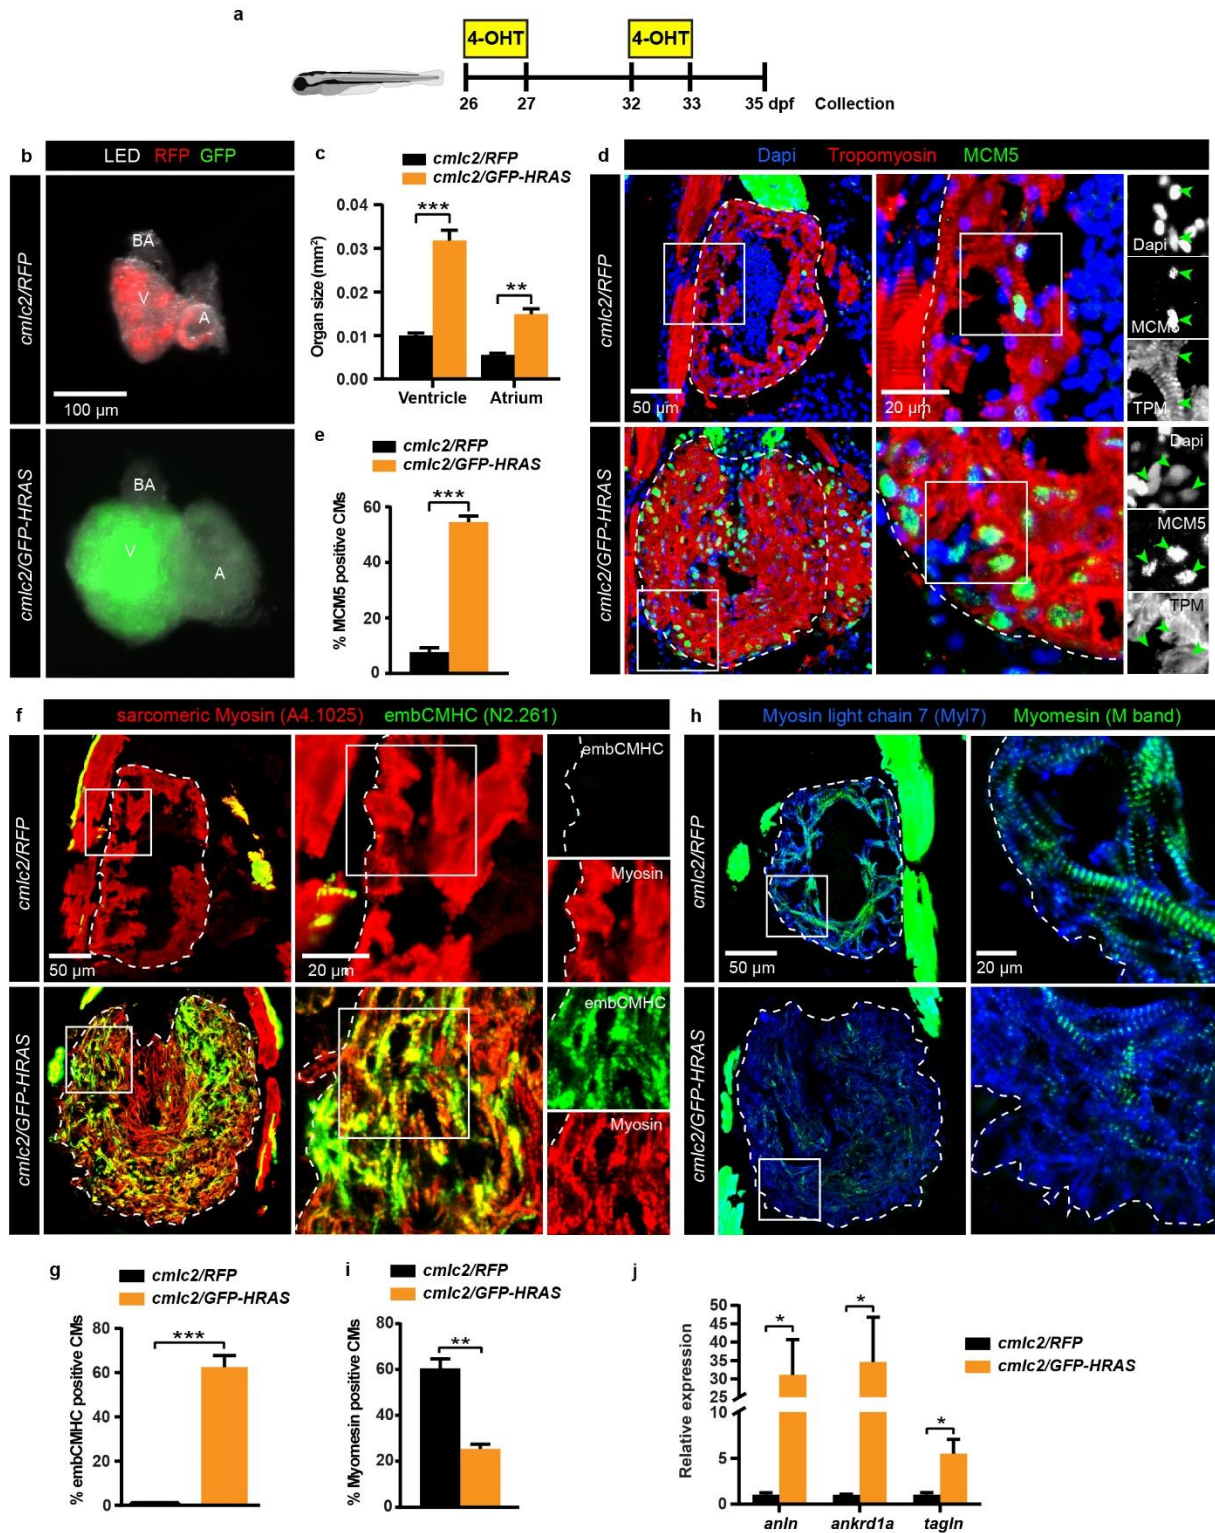 a
4-OHT 4-OHT
26 27 32 33 35 dpf Collection
b
LED RFP GFP
cmlc2/RFP
BA
V
A
100 µm
cmlc2/GFP-HRAS
BA
V
A
c
cmlc2/RFP
cmlc2/GFP-HRAS
Organ size (mm²)
0.04
0.03
0.02
0.01
0.00
***
**
Ventricle Atrium
d
Dapi Tropomyosin MCM5
cmlc2/RFP
50 µm
20 µm
Dapi
MCM5
TPM
cmlc2/GFP-HRAS
Dapi
MCM5
TPM
e
cmlc2/RFP
cmlc2/GFP-HRAS
% MCM5 positive CMs
60
40
20
0
***
f
sarcomeric Myosin (A4.1025) embCMHC (N2.261)
cmlc2/RFP
50 µm
20 µm
embCMHC
Myosin
cmlc2/GFP-HRAS
embCMHC
Myosin
h
Myosin light chain 7 (Myl7) Myomesin (M band)
cmlc2/RFP
50 µm
20 µm
cmlc2/GFP-HRAS
g
cmlc2/RFP
cmlc2/GFP-HRAS
% embCMHC positive CMs
80
60
40
20
0
***
i
cmlc2/RFP
cmlc2/GFP-HRAS
% Myomesin positive CMs
80
60
40
20
0
**
j
Relative expression
50
45
40
35
30
25
10
5
0
*
*
*
anln ankrd1a tagln
cmlc2/RFP
cmlc2/GFP-HRAS